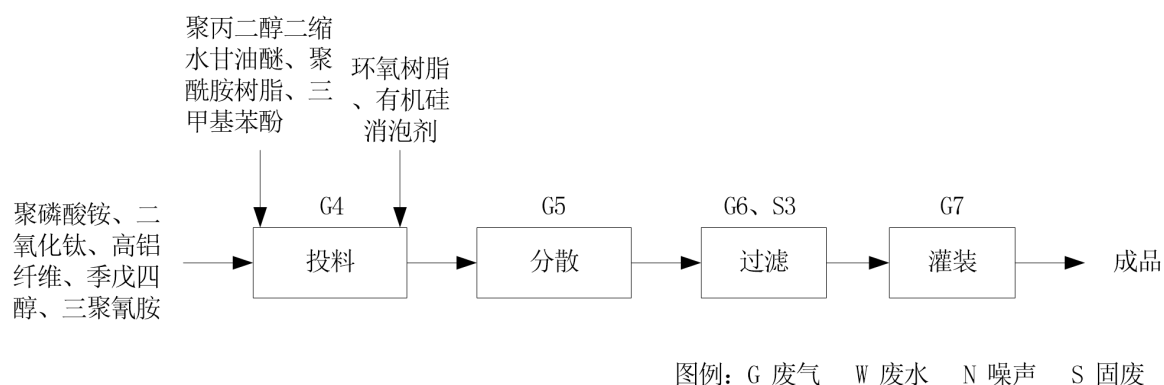 聚丙二醇二缩
水甘油醚、聚
酰胺树脂、三
甲基苯酚
环氧树脂
、有机硅
消泡剂
聚磷酸铵、二
氧化钛、高铝
纤维、季戊四
醇、三聚氰胺
G4
投料
G5
分散
G6、S3
过滤
G7
灌装
成品
图例：G 废气 W 废水 N 噪声 S 固废